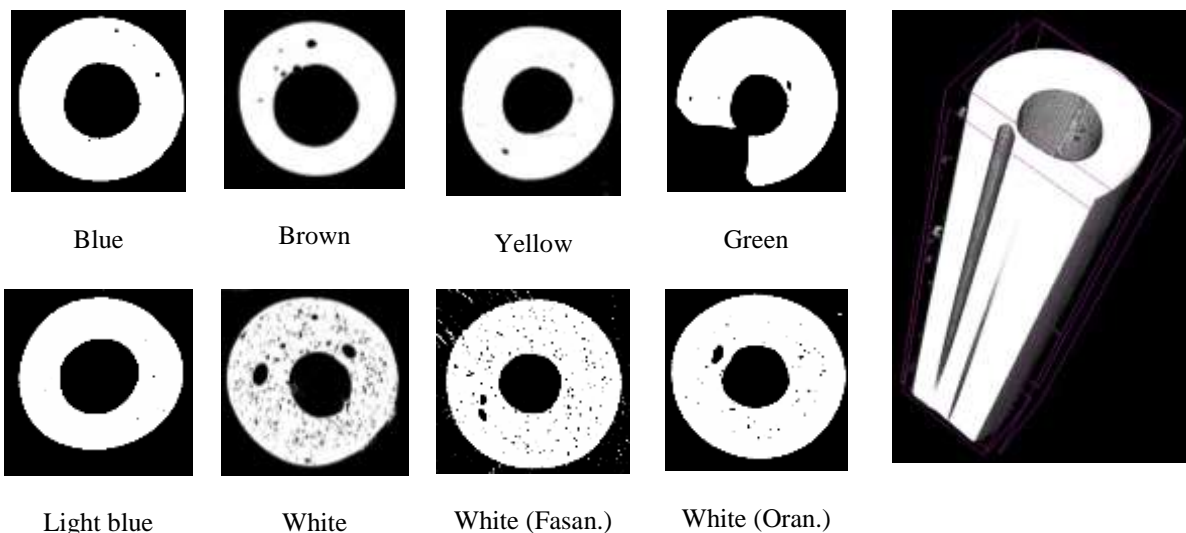 Blue
Brown
Yellow
Green
Light blue
White
White (Fasan.)
White (Oran.)